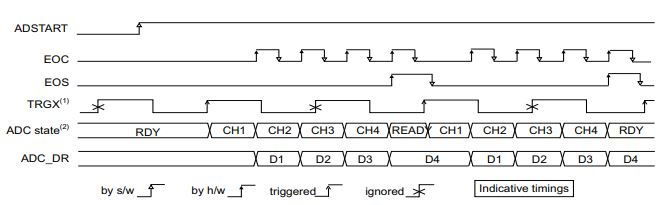 ADSTART
EOC
EOS
TRGX(1)
ADC state(2) RDY CH1 CH2 CH3 CH4 READY CH1 CH2 CH3 CH4 RDY
ADC_DR D1 D2 D3 D4 D1 D2 D3 D4
by s/w by h/w triggered ignored Indicative timings